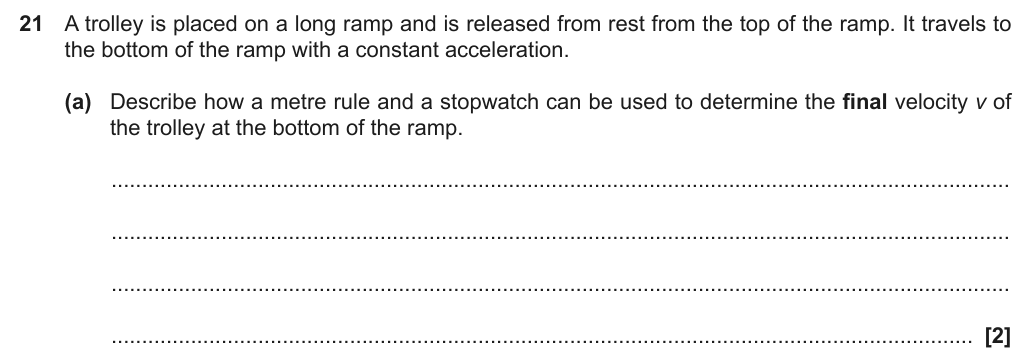 21 A trolley is placed on a long ramp and is released from rest from the top of the ramp. It travels to
the bottom of the ramp with a constant acceleration.
(a) Describe how a metre rule and a stopwatch can be used to determine the final velocity v of
the trolley at the bottom of the ramp.
....................................................................................................................................................
....................................................................................................................................................
....................................................................................................................................................
.............................................................................................................................................. [2]